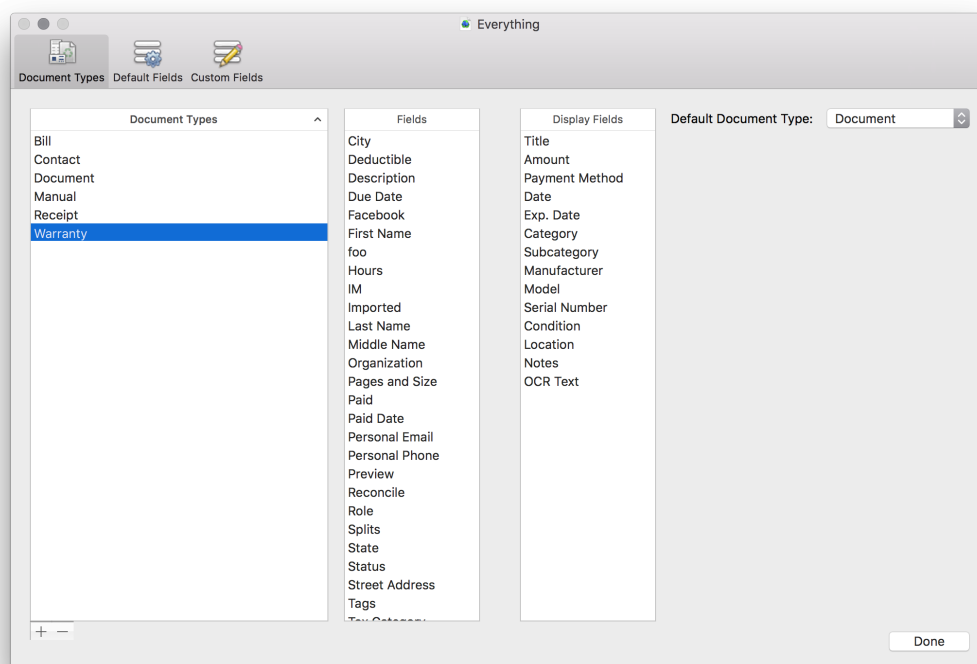 Everything
Document Types
Default Fields
Custom Fields
Document Types
Bill
Contact
Document
Manual
Receipt
Warranty
Fields
City
Deductible
Description
Due Date
Facebook
First Name
foo
Hours
IM
Imported
Last Name
Middle Name
Organization
Pages and Size
Paid
Paid Date
Personal Email
Personal Phone
Preview
Reconcile
Role
Splits
State
Status
Street Address
Tags
Display Fields
Title
Amount
Payment Method
Date
Exp. Date
Category
Subcategory
Manufacturer
Model
Serial Number
Condition
Location
Notes
OCR Text
Default Document Type:
Document
Done